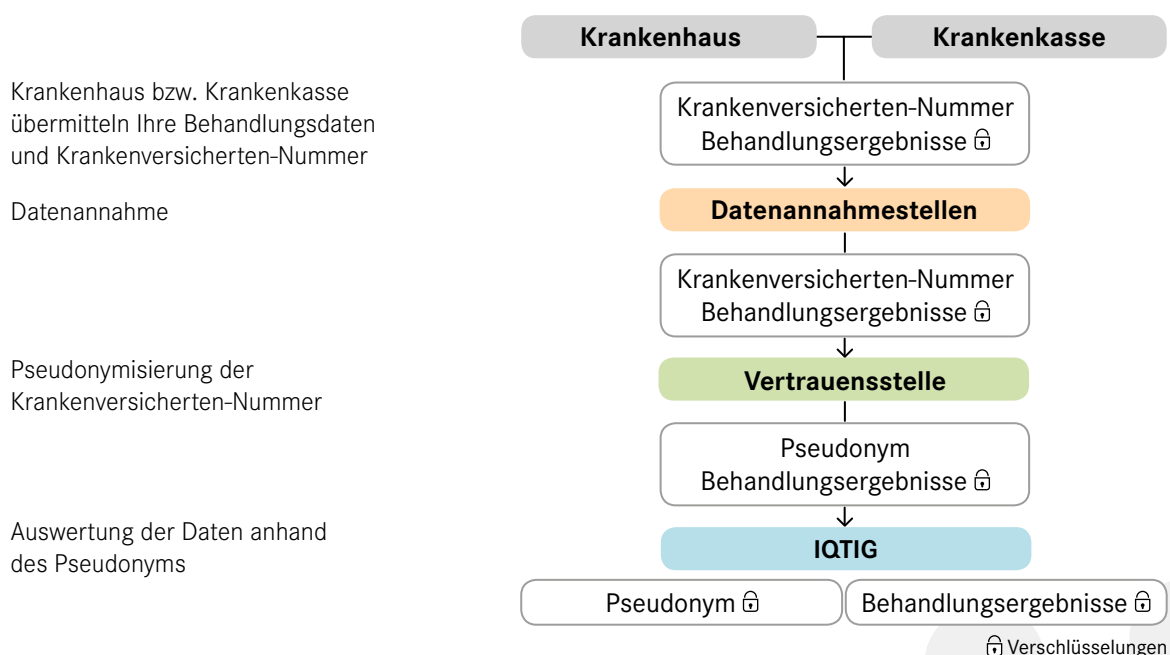 Krankenhaus
Krankenkasse
Krankenhaus bzw. Krankenkasse
übermitteln Ihre Behandlungsdaten
und Krankenversicherten-Nummer
Krankenversicherten-Nummer
Behandlungsergebnisse
Datenannahme
Datenannahmestellen
Krankenversicherten-Nummer
Behandlungsergebnisse
Pseudonymisierung der
Krankenversicherten-Nummer
Vertrauensstelle
Pseudonym
Behandlungsergebnisse
Auswertung der Daten anhand
des Pseudonyms
IQTIG
Pseudonym
Behandlungsergebnisse
Verschlüsselungen